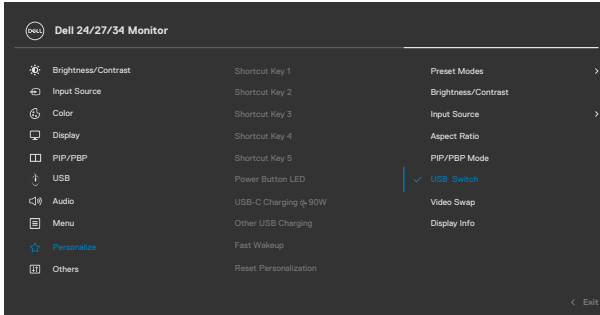 DELL Dell 24/27/34 Monitor
Brightness/Contrast
Input Source
Color
Display
PIP/PBP
USB
Audio
Menu
Personalize
Others
Shortcut Key 1
Shortcut Key 2
Shortcut Key 3
Shortcut Key 4
Shortcut Key 5
Power Button LED
USB-C Charging 90W
Other USB Charging
Fast Wakeup
Reset Personalization
Preset Modes
Brightness/Contrast
Input Source
Aspect Ratio
PIP/PBP Mode
USB Switch
Video Swap
Display Info
Exit